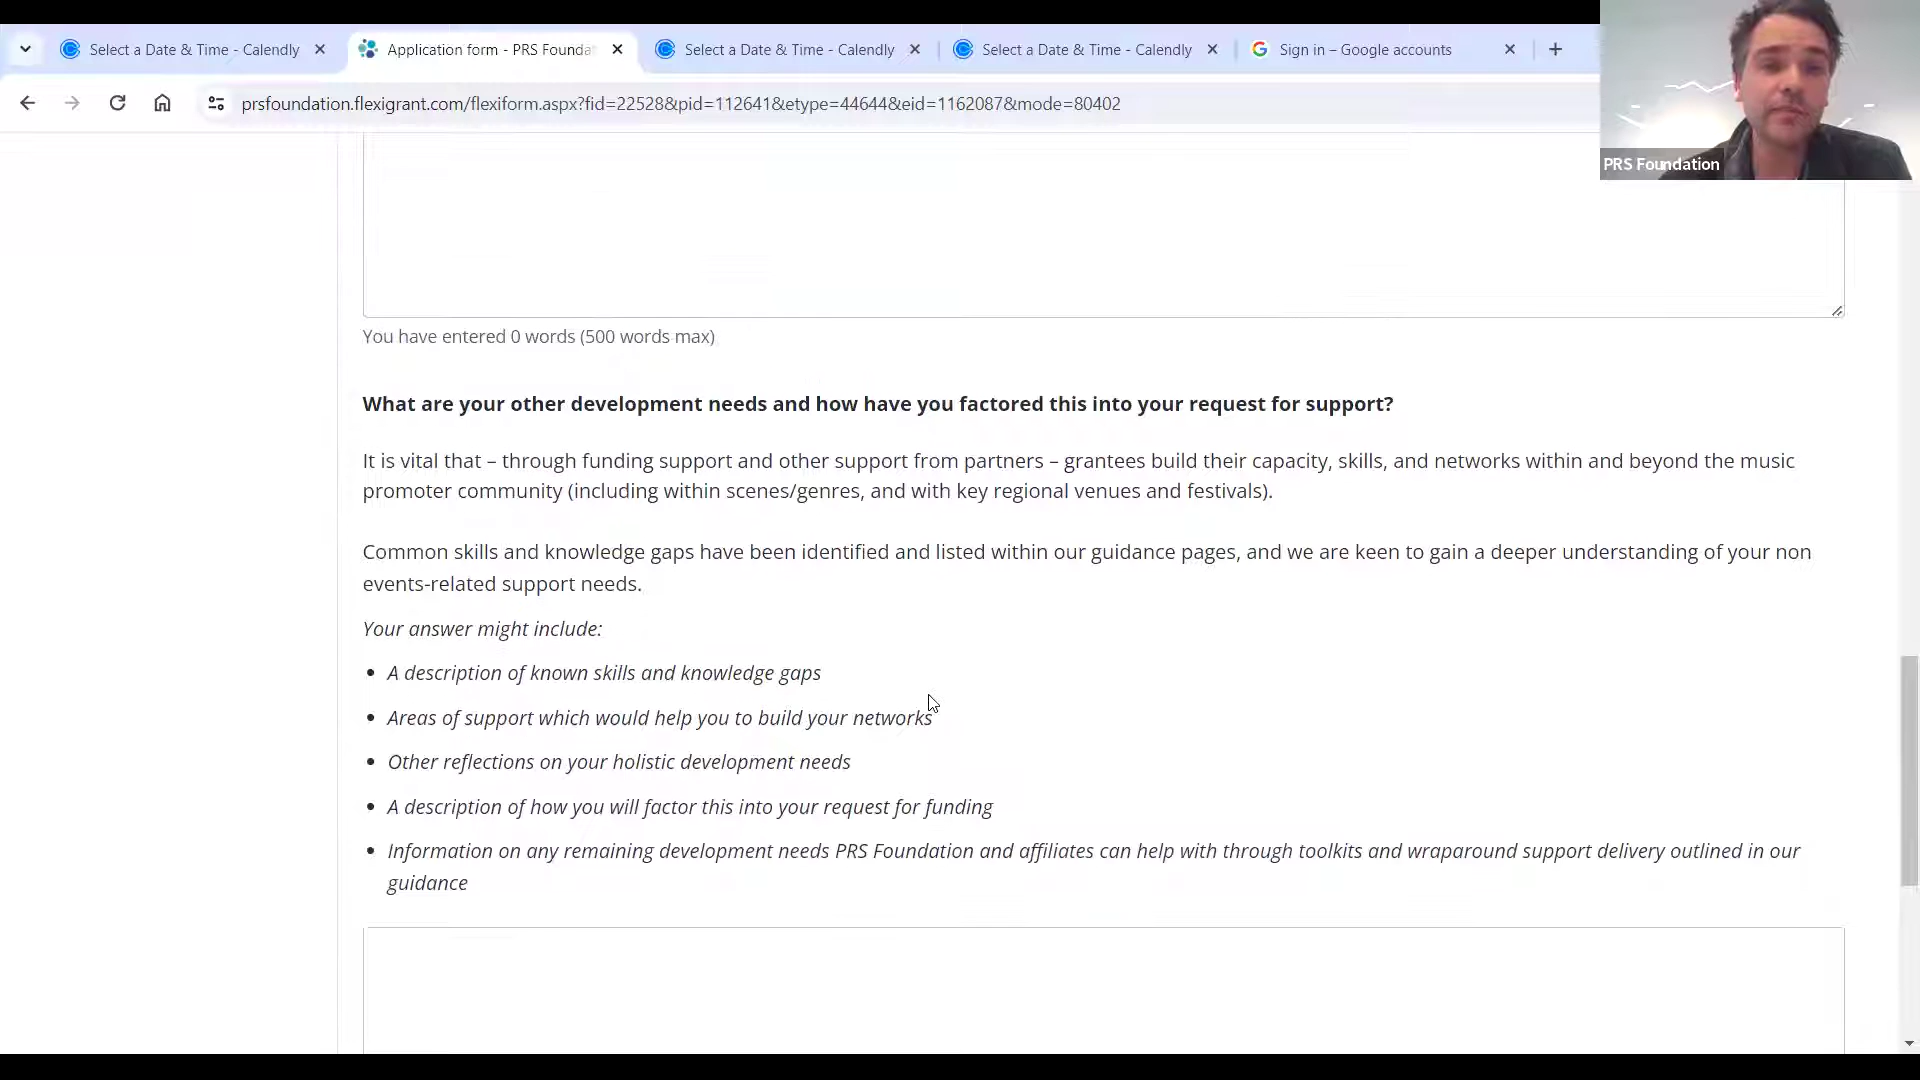 Select a Date & Time - Calendly
Application form - PRS Foundat
Select a Date & Time - Calendly
Select a Date & Time - Calendly
Sign in – Google accounts
prsfoundation.flexigrant.com/flexiform.aspx?fid=22528&pid=112641&etype=44644&eid=1162087&mode=80402
PRS Foundation
You have entered 0 words (500 words max)
What are your other development needs and how have you factored this into your request for support?
It is vital that – through funding support and other support from partners – grantees build their capacity, skills, and networks within and beyond the music
promoter community (including within scenes/genres, and with key regional venues and festivals).
Common skills and knowledge gaps have been identified and listed within our guidance pages, and we are keen to gain a deeper understanding of your non
events-related support needs.
Your answer might include:
• A description of known skills and knowledge gaps
• Areas of support which would help you to build your networks
• Other reflections on your holistic development needs
• A description of how you will factor this into your request for funding
• Information on any remaining development needs PRS Foundation and affiliates can help with through toolkits and wraparound support delivery outlined in our
guidance